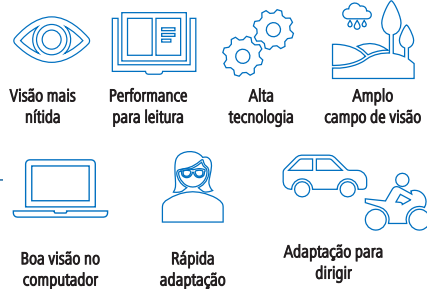 Visão mais
nítida
Performance
para leitura
Alta
tecnologia
Amplo
campo de visão
Boa visão no
computador
Rápida
adaptação
Adaptação para
dirigir